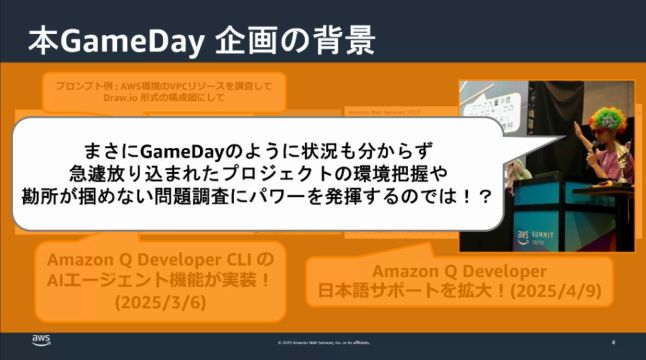 本GameDay 企画の背景
プロンプト例 : AWS環境のVPCリソースを調査して
Draw.io 形式の構成図にして
まさにGameDayのように状況も分からず
急遽放り込まれたプロジェクトの環境把握や
勘所が掴めない問題調査にパワーを発揮するのでは！？
Amazon Q Developer CLI の
AIエージェント機能が実装！
(2025/3/6)
Amazon Q Developer
日本語サポートを拡大！(2025/4/9)
aws SUMMIT
aws
© 2025 Amazon Web Services, Inc. or its affiliates.
4